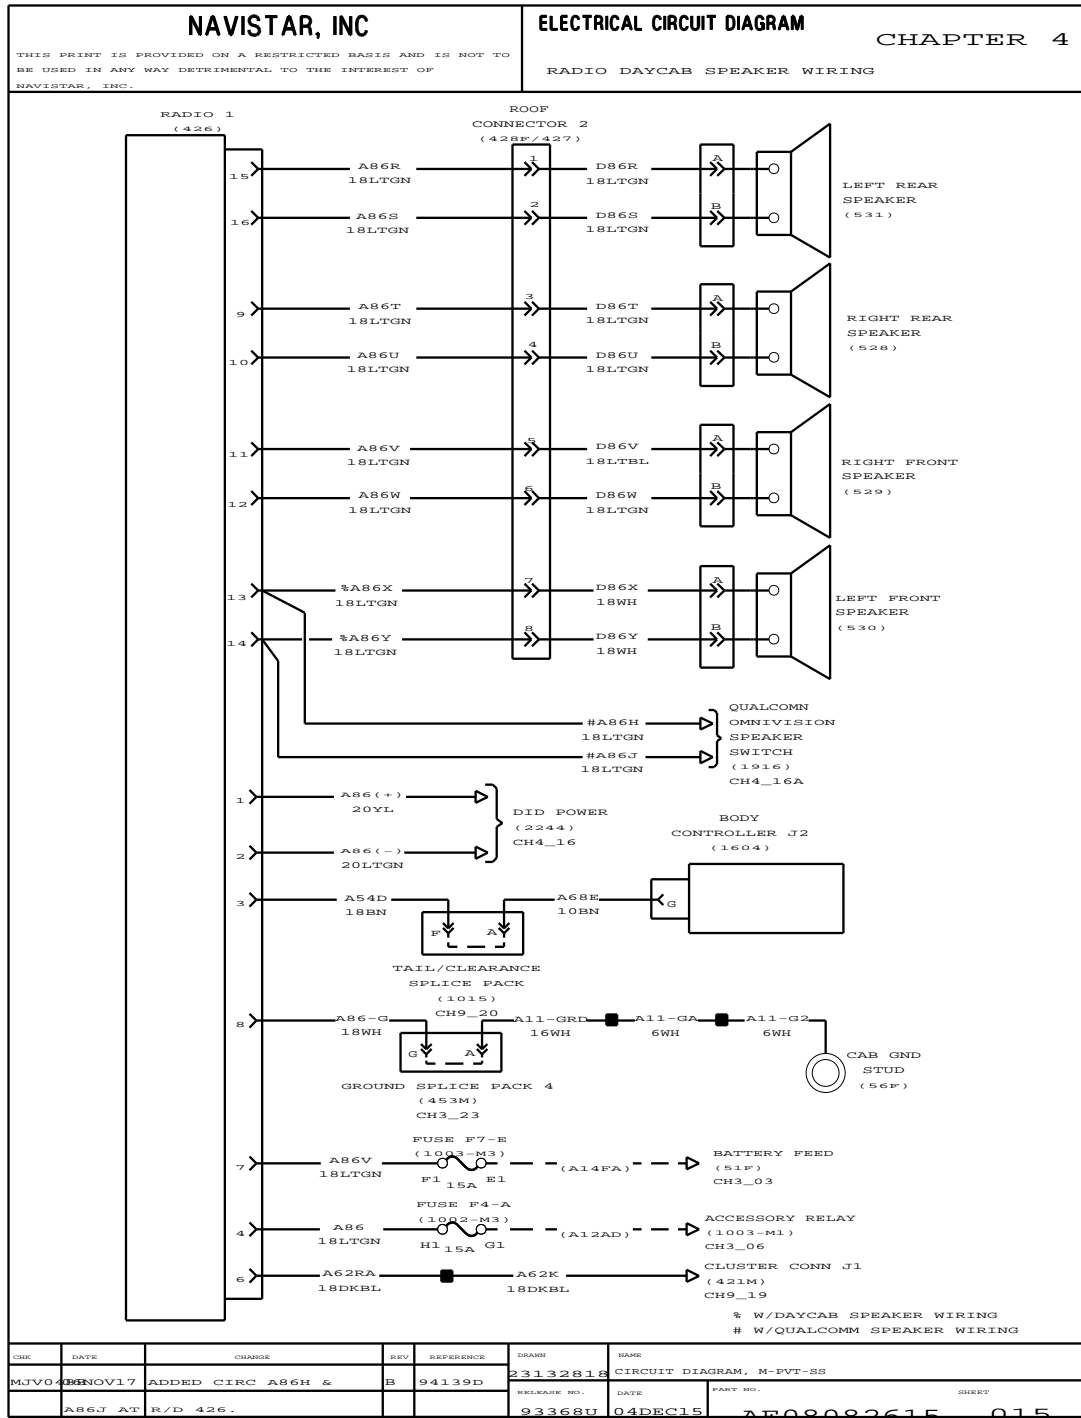 NAVISTAR, INC
THIS PRINT IS PROVIDED ON A RESTRICTED BASIS AND IS NOT TO
BE USED IN ANY WAY DETRIMENTAL TO THE INTEREST OF
NAVISTAR, INC.
ELECTRICAL CIRCUIT DIAGRAM
CHAPTER 4
RADIO DAYCAB SPEAKER WIRING
RADIO 1
(426)
ROOF
CONNECTOR 2
(428F/427)
15 A86R 1 D86R A
18LTGN 18LTGN
16 A86S 2 D86S B
18LTGN 18LTGN
LEFT REAR
SPEAKER
(531)
9 A86T 3 D86T A
18LTGN 18LTGN
10 A86U 4 D86U B
18LTGN 18LTGN
RIGHT REAR
SPEAKER
(528)
11 A86V 5 D86V A
18LTGN 18LTBL
12 A86W 6 D86W B
18LTGN 18LTGN
RIGHT FRONT
SPEAKER
(529)
13 %A86X 7 D86X A
18LTGN 18WH
14 %A86Y 8 D86Y B
18LTGN 18WH
LEFT FRONT
SPEAKER
(530)
#A86H
18LTGN
#A86J
18LTGN
QUALCOMN
OMNIVISION
SPEAKER
SWITCH
(1916)
CH4_16A
1 A86(+)
20YL
2 A86(-)
20LTGN
DID POWER
(2244)
CH4_16
BODY
CONTROLLER J2
(1604)
3 A54D A68E G
18BN 10BN
F A
TAIL/CLEARANCE
SPLICE PACK
(1015)
CH9_20
8 A86-G A11-GRD A11-GA A11-G2
18WH 16WH 6WH 6WH
G A
GROUND SPLICE PACK 4
(453M)
CH3_23
CAB GND
STUD
(56F)
FUSE F7-E
(1003-M3)
7 A86V (A14FA)
18LTGN F1 15A E1
BATTERY FEED
(51F)
CH3_03
FUSE F4-A
(1002-M3)
4 A86 (A12AD)
18LTGN H1 15A G1
ACCESSORY RELAY
(1003-M1)
CH3_06
6 A62RA A62K
18DKBL 18DKBL
CLUSTER CONN J1
(421M)
CH9_19
% W/DAYCAB SPEAKER WIRING
# W/QUALCOMM SPEAKER WIRING
CHK DATE CHANGE REV REFERENCE DRAWN NAME
NOV17 ADDED CIRC A86H & B 94139D 23132818 CIRCUIT DIAGRAM, M-PVT-SS
A86J AT R/D 426.
RELEASE NO. DATE PART NO. SHEET
93368U 04DEC15 AE08082615 015